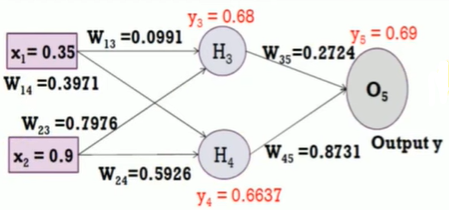 y₃ = 0.68
W₁₃ =0.0991
x₁= 0.35
H₃
W₃₅=0.2724
y₅ = 0.69
W₁₄ =0.3971
O₅
W₂₃ =0.7976
Output y
x₂ = 0.9
H₄
W₄₅ =0.8731
W₂₄=0.5926
y₄ = 0.6637